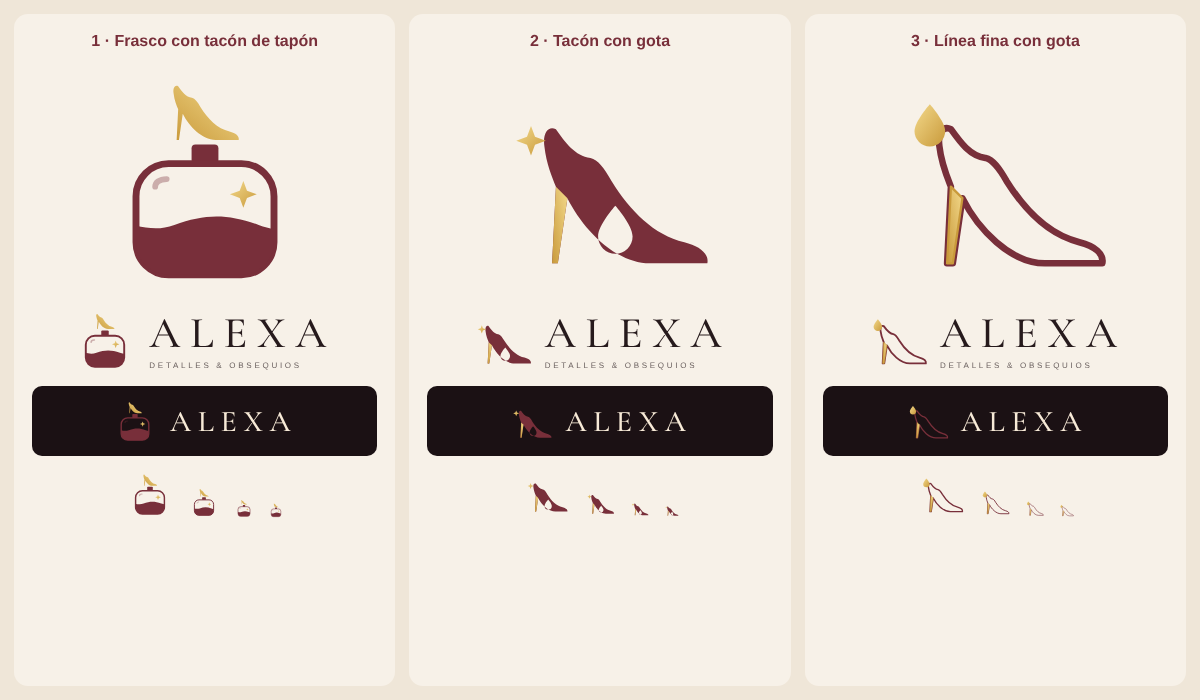 1 · Frasco con tacón de tapón
ALEXA
DETALLES & OBSEQUIOS
ALEXA
2 · Tacón con gota
ALEXA
DETALLES & OBSEQUIOS
ALEXA
3 · Línea fina con gota
ALEXA
DETALLES & OBSEQUIOS
ALEXA